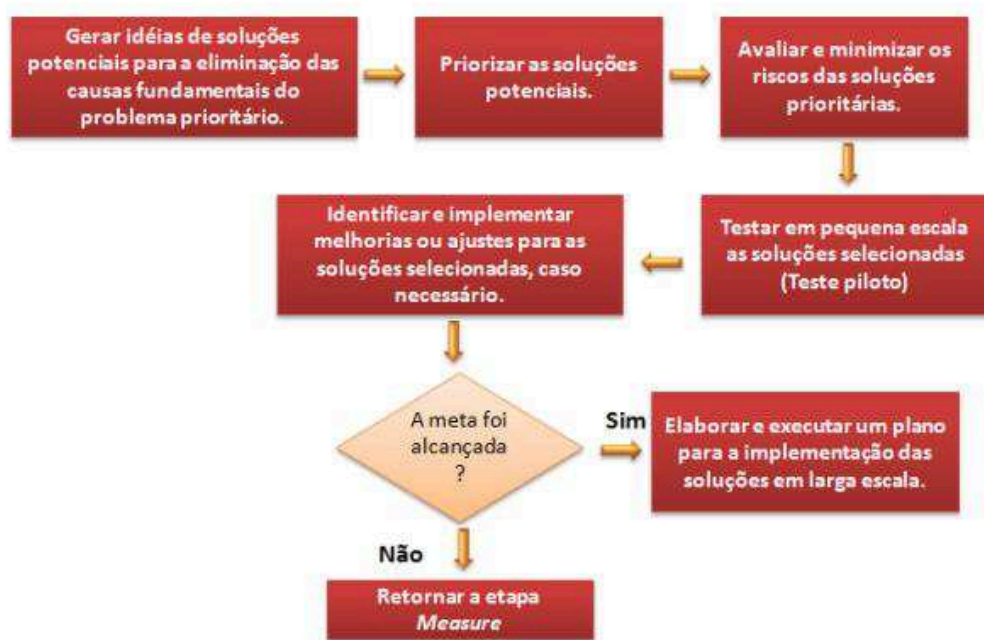 Gerar idéias de soluções
potenciais para a eliminação das
causas fundamentais do
problema prioritário.
Priorizar as soluções
potenciais.
Avaliar e minimizar os
riscos das soluções
prioritárias.
Testar em pequena escala
as soluções selecionadas
(Teste piloto)
Identificar e implementar
melhorias ou ajustes para as
soluções selecionadas, caso
necessário.
A meta foi
alcançada
?
Sim
Elaborar e executar um plano
para a implementação das
soluções em larga escala.
Não
Retornar a etapa
Measure